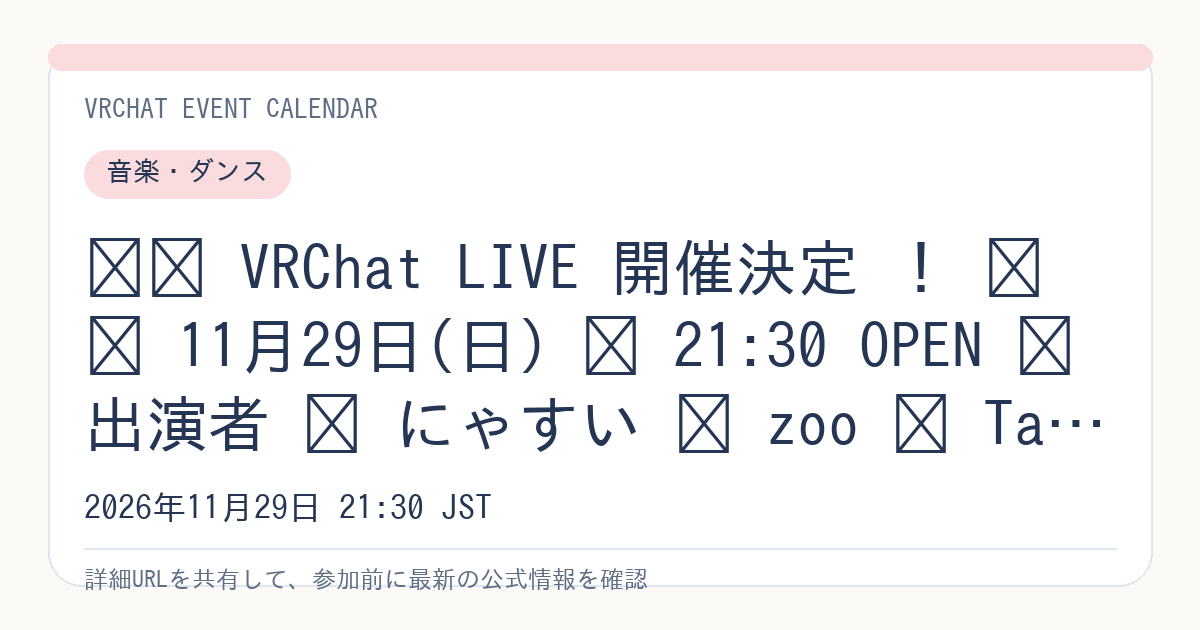 VRCHAT EVENT CALENDAR
音楽・ダンス
VRChat LIVE 開催決定 !
11月29日(日) 21:30 OPEN
出演者 にゃすい zoo Ta…
2026年11月29日 21:30 JST
詳細URLを共有して、参加前に最新の公式情報を確認